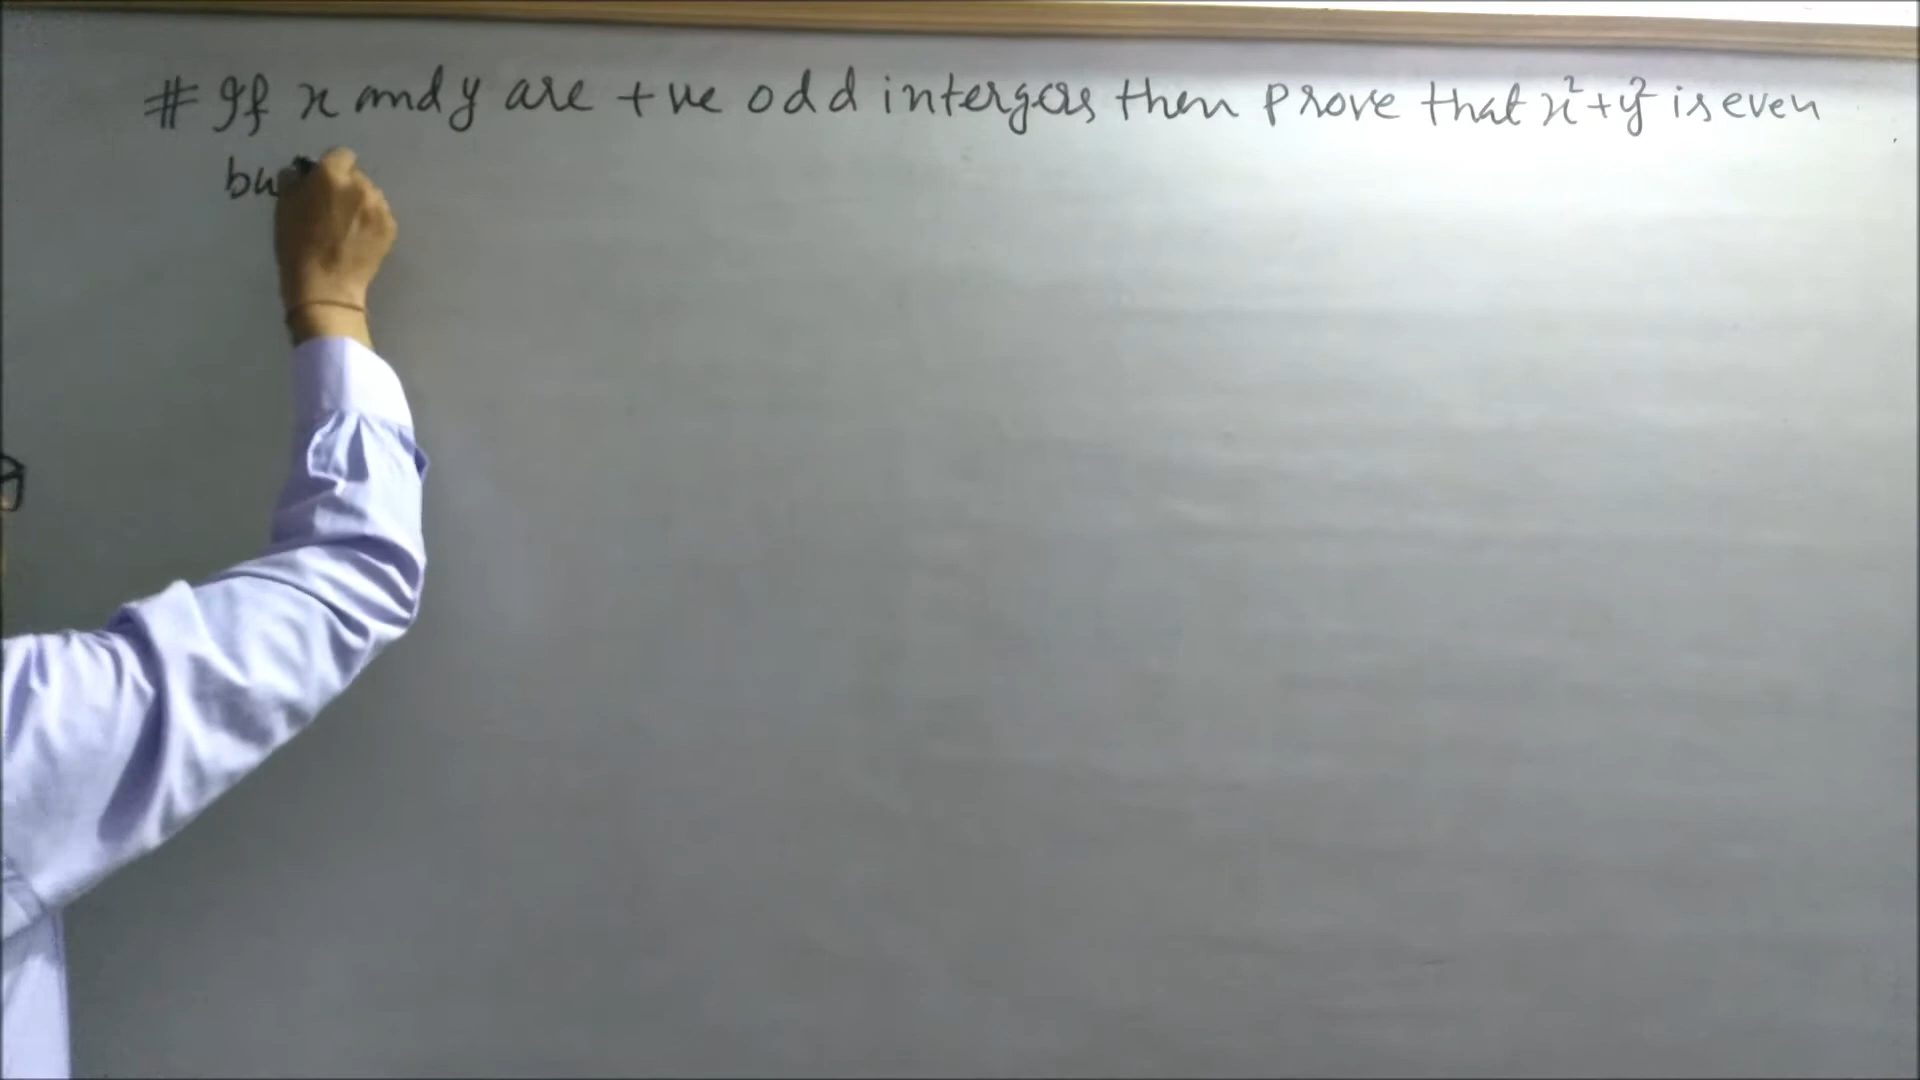 # If x and y are +ve odd intergers then prove that x²+y² is even